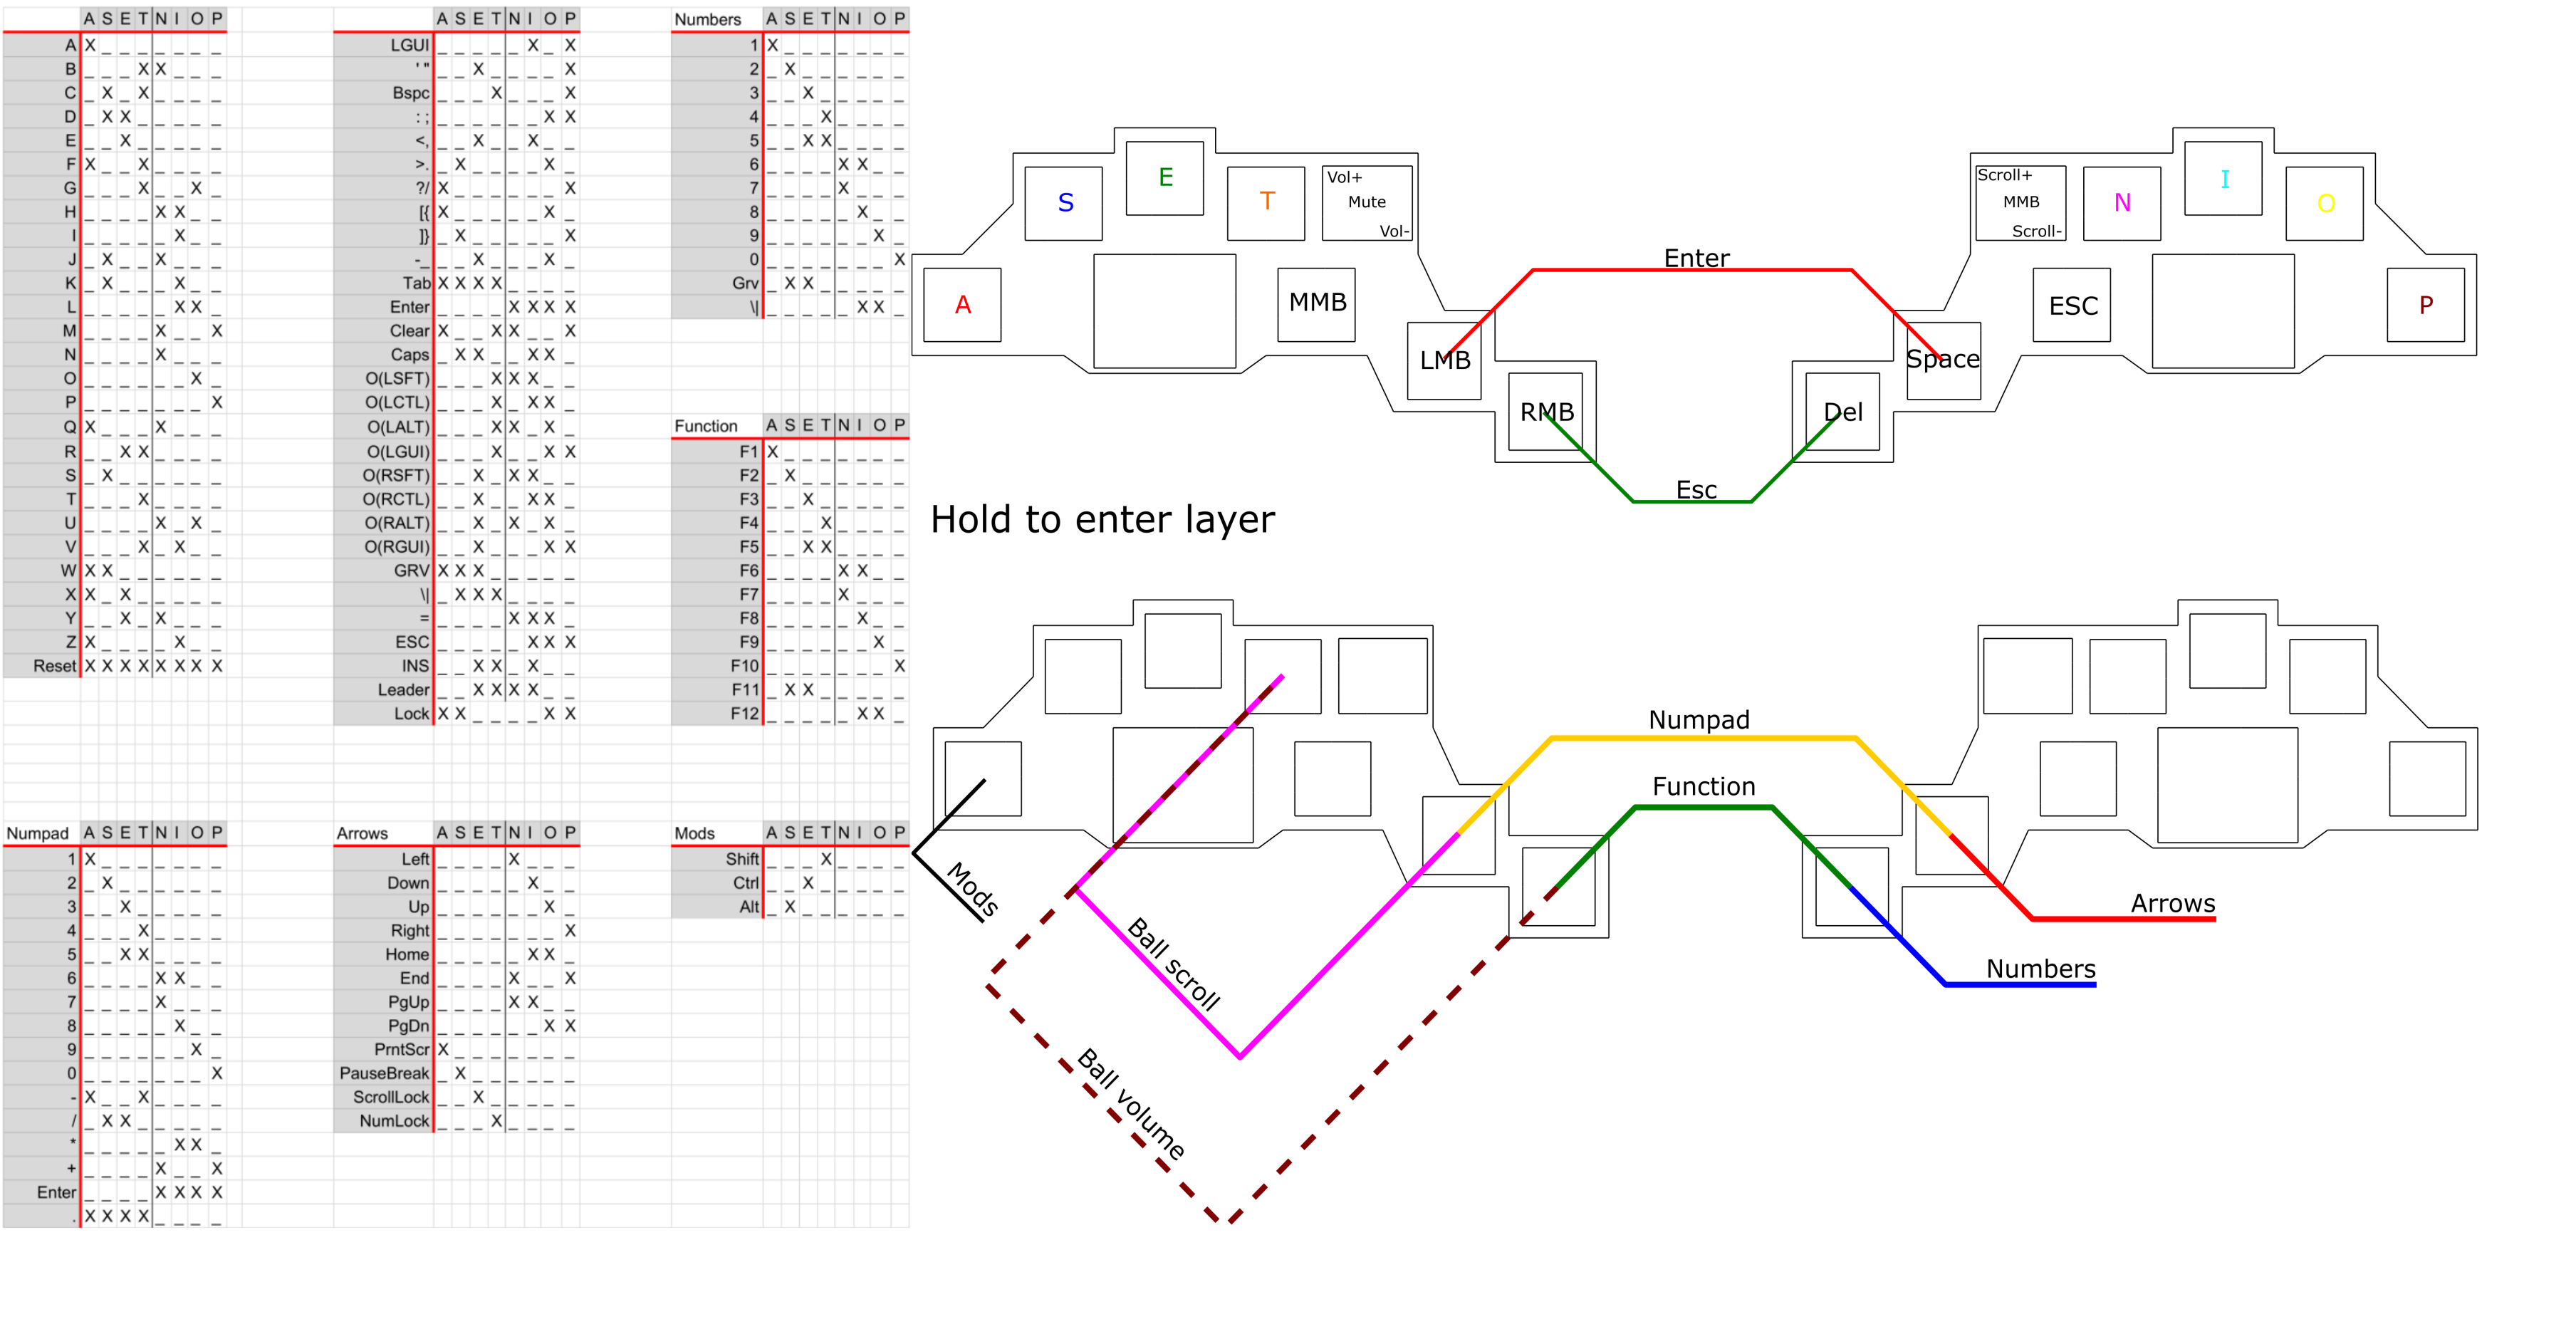 A S E T N I O P
A X _ _ _ _ _ _ _
B _ _ _ X X _ _ _
C _ X _ X _ _ _ _
D _ X X _ _ _ _ _
E _ _ X _ _ _ _ _
F X _ _ X _ _ _ _
G _ _ _ X _ _ X _
H _ _ _ _ X X _ _
I _ _ _ _ _ X _ _
J _ X _ _ X _ _ _
K _ X _ _ _ X _ _
L _ _ _ _ _ X X _
M _ _ _ _ X _ _ X
N _ _ _ _ X _ _ _
O _ _ _ _ _ _ X _
P _ _ _ _ _ _ _ X
Q X _ _ _ X _ _ _
R _ _ X X _ _ _ _
S _ X _ _ _ _ _ _
T _ _ _ X _ _ _ _
U _ _ _ _ X _ X _
V _ _ _ X _ X _ _
W X X _ _ _ _ _ _
X X _ X _ _ _ _ _
Y _ _ X _ X _ _ _
Z X _ _ _ _ X _ _
Reset X X X X X X X X
A S E T N I O P
LGUI _ _ _ _ _ X _ X
' " _ _ X _ _ _ _ X
Bspc _ _ _ X _ _ _ X
: ; _ _ _ _ _ _ X X
<, _ _ X _ _ X _ _
>. _ X _ _ _ _ X _
?/ X _ _ _ _ _ _ X
[{ X _ _ _ _ _ X _
]} _ X _ _ _ _ _ X
-_ _ _ X _ _ _ X _
Tab X X X X _ _ _ _
Enter _ _ _ _ X X X X
Clear X _ _ X X _ _ X
Caps _ X X _ _ X X _
O(LSFT) _ _ _ X X X _ _
O(LCTL) _ _ _ X _ X X _
O(LALT) _ _ _ X X _ X _
O(LGUI) _ _ _ X _ _ X X
O(RSFT) _ _ X _ X X _ _
O(RCTL) _ _ X _ _ X X _
O(RALT) _ _ X _ X _ X _
O(RGUI) _ _ X _ _ _ X X
GRV X X X _ _ _ _ _
\| _ X X X _ _ _ _
= _ _ _ _ X X X _
ESC _ _ _ _ _ X X X
INS _ _ X X _ X _ _
Leader _ _ X X X X _ _
Lock X X _ _ _ _ X X
Numbers A S E T N I O P
1 X _ _ _ _ _ _ _
2 _ X _ _ _ _ _ _
3 _ _ X _ _ _ _ _
4 _ _ _ X _ _ _ _
5 _ _ X X _ _ _ _
6 _ _ _ _ X X _ _
7 _ _ _ _ X _ _ _
8 _ _ _ _ _ X _ _
9 _ _ _ _ _ _ X _
0 _ _ _ _ _ _ _ X
Grv _ X X _ _ _ _ _
\| _ _ _ _ _ X X _
Function A S E T N I O P
F1 X _ _ _ _ _ _ _
F2 _ X _ _ _ _ _ _
F3 _ _ X _ _ _ _ _
F4 _ _ _ X _ _ _ _
F5 _ _ X X _ _ _ _
F6 _ _ _ _ X X _ _
F7 _ _ _ _ X _ _ _
F8 _ _ _ _ _ X _ _
F9 _ _ _ _ _ _ X _
F10 _ _ _ _ _ _ _ X
F11 _ X X _ _ _ _ _
F12 _ _ _ _ _ X X _
Numpad A S E T N I O P
1 X _ _ _ _ _ _ _
2 _ X _ _ _ _ _ _
3 _ _ X _ _ _ _ _
4 _ _ _ X _ _ _ _
5 _ _ X X _ _ _ _
6 _ _ _ _ X X _ _
7 _ _ _ _ X _ _ _
8 _ _ _ _ _ X _ _
9 _ _ _ _ _ _ X _
0 _ _ _ _ _ _ _ X
- X _ _ X _ _ _ _
/ _ X X _ _ _ _ _
* _ _ _ _ _ X X _
+ _ _ _ _ X _ _ X
Enter _ _ _ _ X X X X
. X X X X _ _ _ _
Arrows A S E T N I O P
Left _ _ _ _ X _ _ _
Down _ _ _ _ _ X _ _
Up _ _ _ _ _ _ X _
Right _ _ _ _ _ _ _ X
Home _ _ _ _ _ X X _
End _ _ _ _ X _ _ X
PgUp _ _ _ _ X X _ _
PgDn _ _ _ _ _ _ X X
PrntScr X _ _ _ _ _ _ _
PauseBreak _ X _ _ _ _ _ _
ScrollLock _ _ X _ _ _ _ _
NumLock _ _ _ X _ _ _ _
Mods A S E T N I O P
Shift _ _ _ X _ _ _ _
Ctrl _ _ X _ _ _ _ _
Alt _ X _ _ _ _ _ _
S
E
T
Vol+
Mute
Vol-
A
MMB
LMB
RMB
Enter
Esc
Scroll+
MMB
Scroll-
N
I
O
ESC
P
Space
Del
Hold to enter layer
Mods
Ball scroll
Ball volume
Numpad
Function
Arrows
Numbers